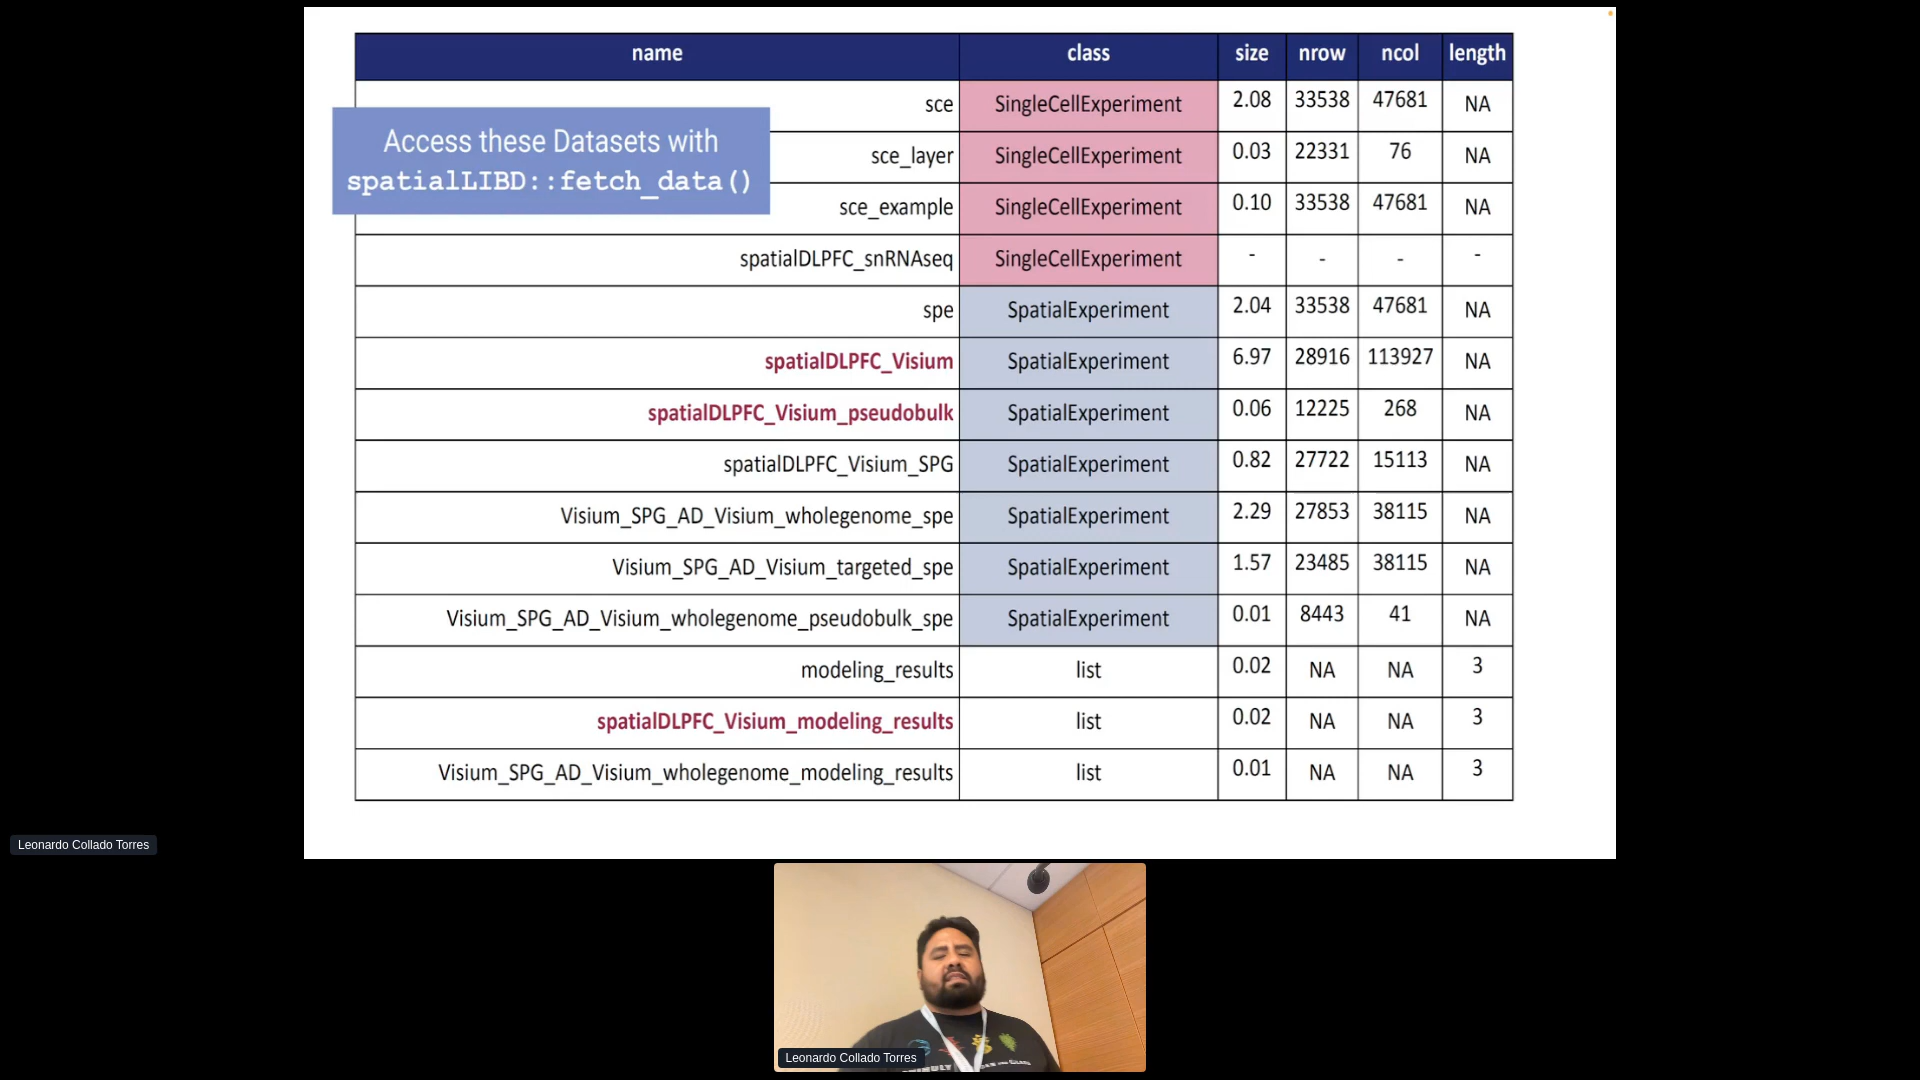 name class size nrow ncol length
sce SingleCellExperiment 2.08 33538 47681 NA
Access these Datasets with
spatialLIBD::fetch_data()
sce_layer SingleCellExperiment 0.03 22331 76 NA
sce_example SingleCellExperiment 0.10 33538 47681 NA
spatialDLPFC_snRNAseq SingleCellExperiment - - - -
spe SpatialExperiment 2.04 33538 47681 NA
spatialDLPFC_Visium SpatialExperiment 6.97 28916 113927 NA
spatialDLPFC_Visium_pseudobulk SpatialExperiment 0.06 12225 268 NA
spatialDLPFC_Visium_SPG SpatialExperiment 0.82 27722 15113 NA
Visium_SPG_AD_Visium_wholegenome_spe SpatialExperiment 2.29 27853 38115 NA
Visium_SPG_AD_Visium_targeted_spe SpatialExperiment 1.57 23485 38115 NA
Visium_SPG_AD_Visium_wholegenome_pseudobulk_spe SpatialExperiment 0.01 8443 41 NA
modeling_results list 0.02 NA NA 3
spatialDLPFC_Visium_modeling_results list 0.02 NA NA 3
Visium_SPG_AD_Visium_wholegenome_modeling_results list 0.01 NA NA 3
Leonardo Collado Torres
Leonardo Collado Torres